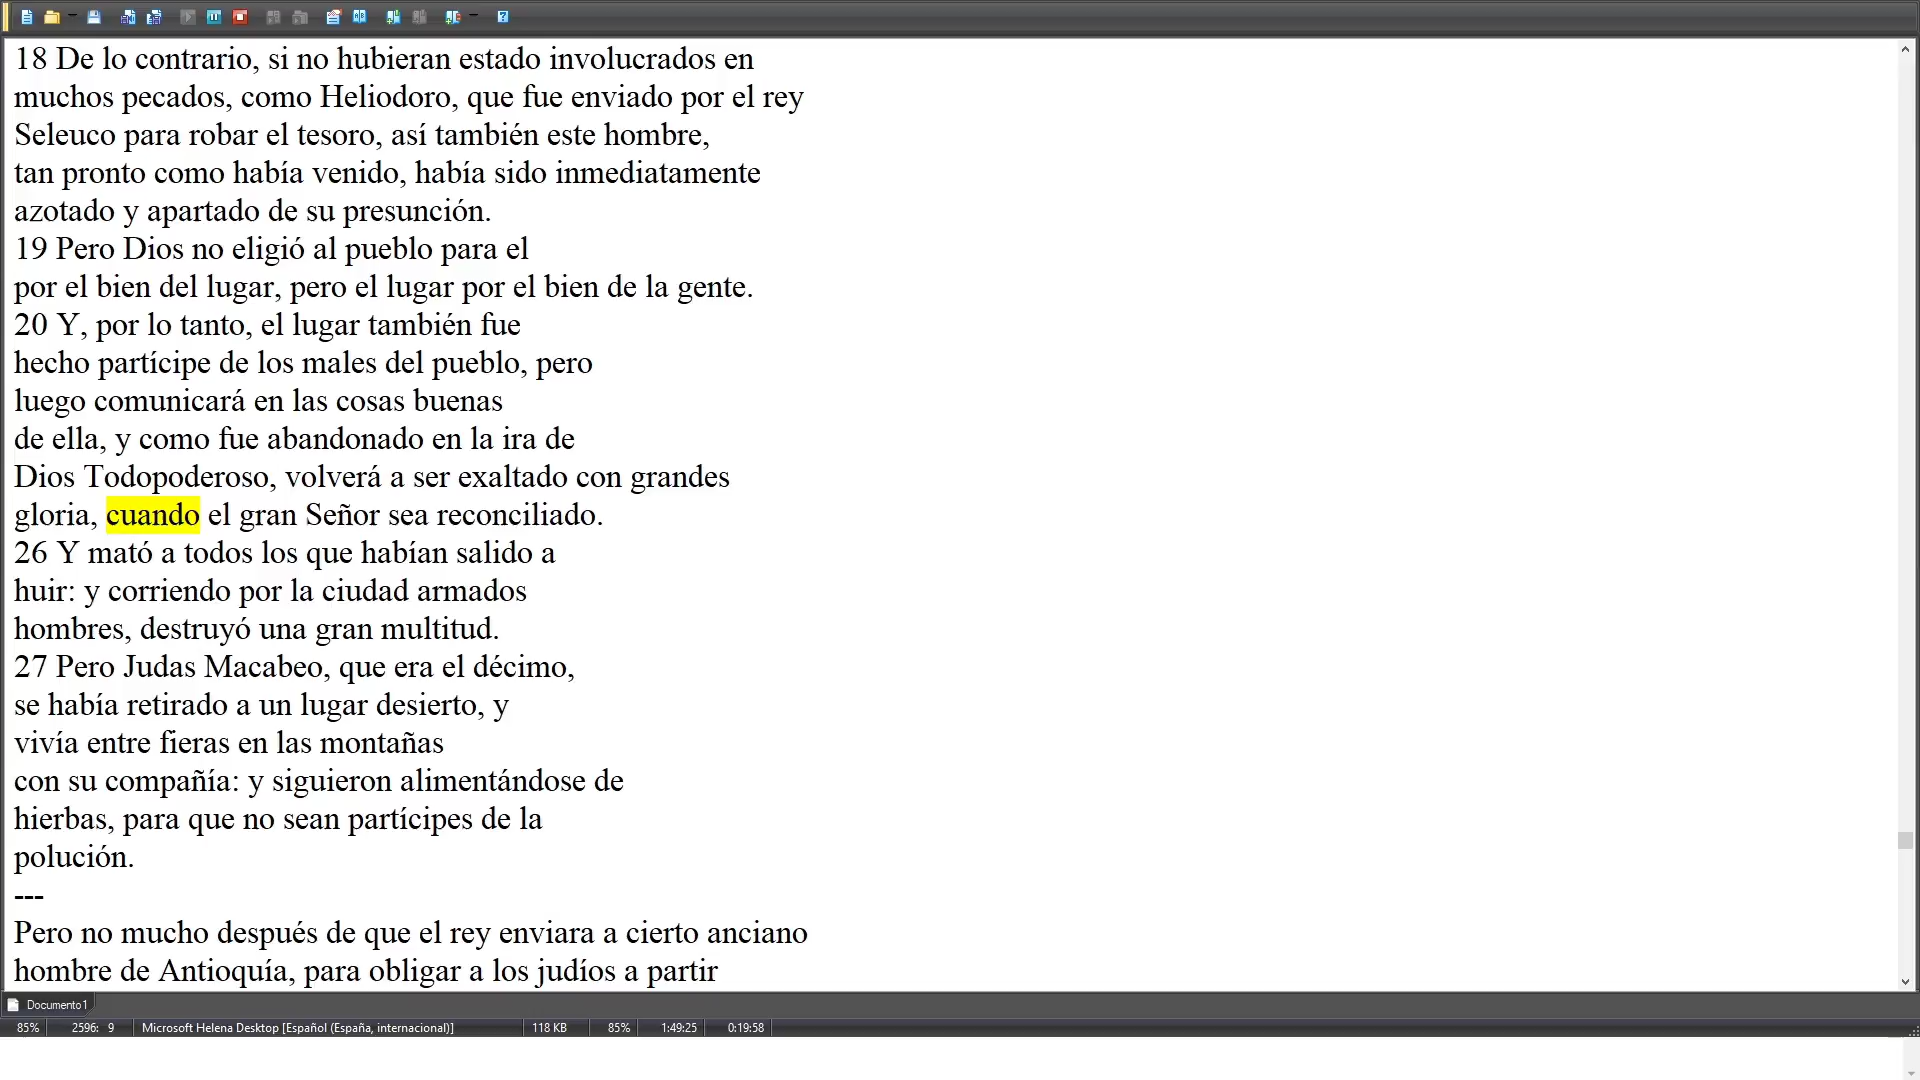 18 De lo contrario, si no hubieran estado involucrados en
muchos pecados, como Heliodoro, que fue enviado por el rey
Seleuco para robar el tesoro, así también este hombre,
tan pronto como había venido, había sido inmediatamente
azotado y apartado de su presunción.
19 Pero Dios no eligió al pueblo para el
por el bien del lugar, pero el lugar por el bien de la gente.
20 Y, por lo tanto, el lugar también fue
hecho partícipe de los males del pueblo, pero
luego comunicará en las cosas buenas
de ella, y como fue abandonado en la ira de
Dios Todopoderoso, volverá a ser exaltado con grandes
gloria, cuando el gran Señor sea reconciliado.
26 Y mató a todos los que habían salido a
huir: y corriendo por la ciudad armados
hombres, destruyó una gran multitud.
27 Pero Judas Macabeo, que era el décimo,
se había retirado a un lugar desierto, y
vivía entre fieras en las montañas
con su compañía: y siguieron alimentándose de
hierbas, para que no sean partícipes de la
polución.
---
Pero no mucho después de que el rey enviara a cierto anciano
hombre de Antioquía, para obligar a los judíos a partir
Documento1
85% 2596: 9 Microsoft Helena Desktop [Español (España, internacional)] 118 KB 85% 1:49:25 0:19:58